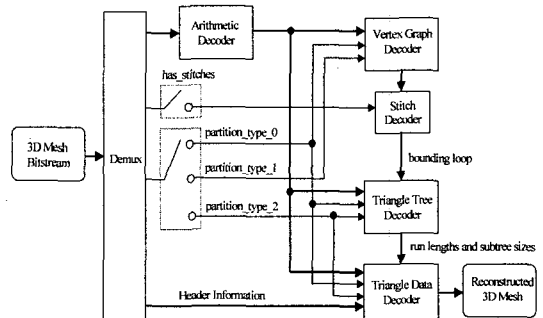 Arithmetic
Decoder
Vertex Graph
Decoder
has_stitches
Stitch
Decoder
3D Mesh
Bitstream
Demux
partition_type_0
partition_type_1
partition_type_2
bounding loop
Triangle Tree
Decoder
run lengths and subtree sizes
Header Information
Triangle Data
Decoder
Reconstructed
3D Mesh